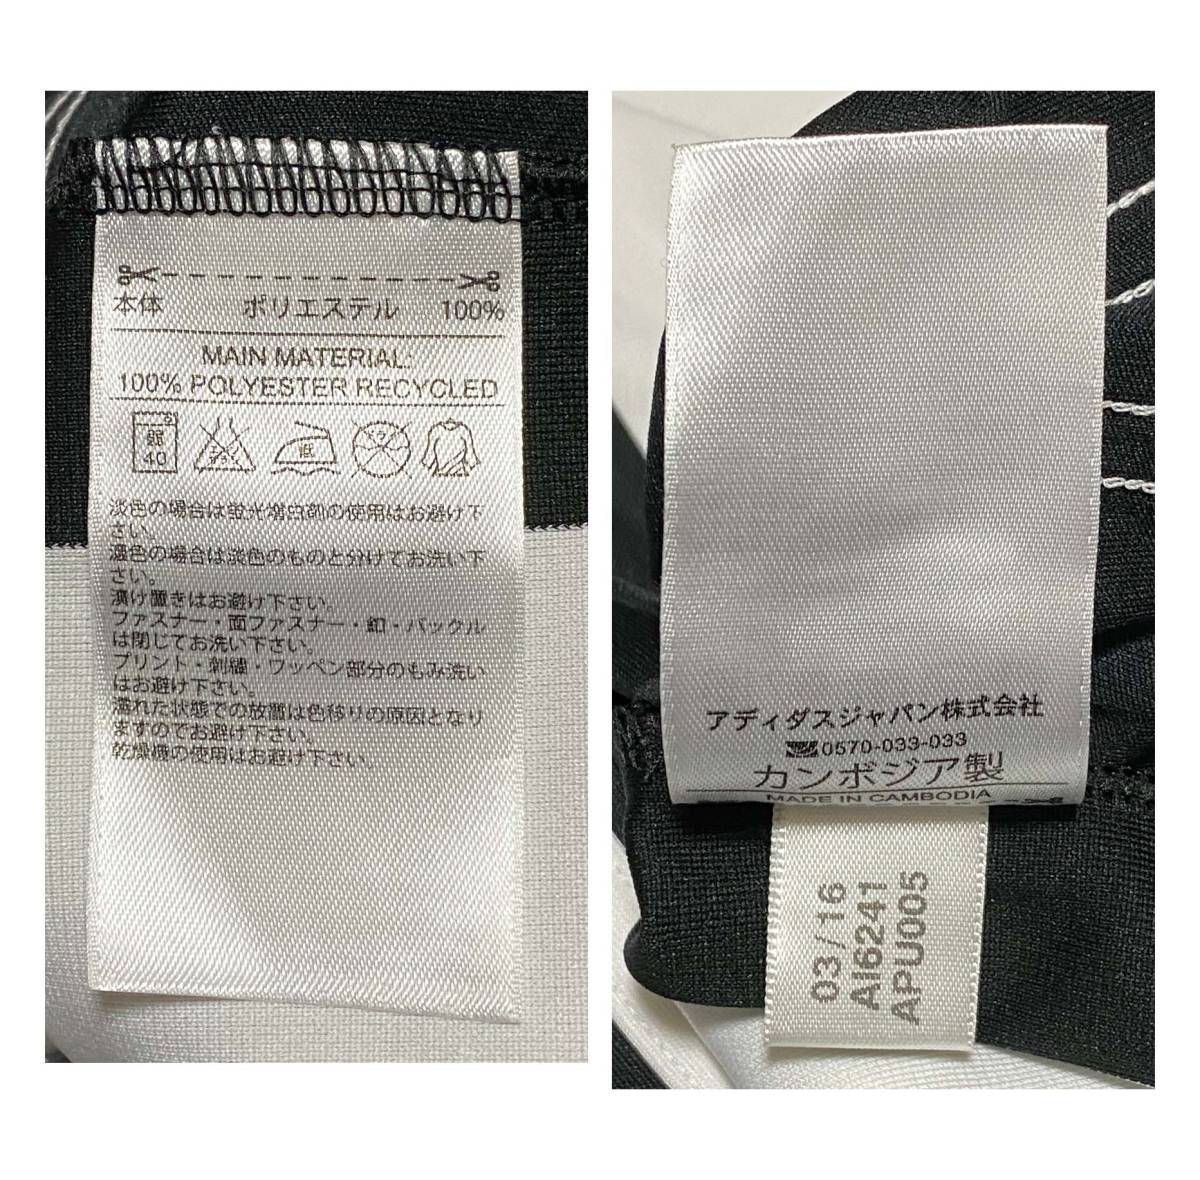 本体 ポリエステル 100%
MAIN MATERIAL:
100% POLYESTER RECYCLED
弱
40
低
淡色の場合は蛍光増白剤の使用はお避け下
さい。
濃色の場合は淡色のものと分けてお洗い下
さい。
漬け置きはお避け下さい。
ファスナー・面ファスナー・釦・バックル
は閉じてお洗い下さい。
プリント・刺繍・ワッペン部分のもみ洗い
はお避け下さい。
濡れた状態での放置は色移りの原因となり
ますのでお避け下さい。
乾燥機の使用はお避け下さい。
アディダスジャパン株式会社
0570-033-033
カンボジア製
MADE IN CAMBODIA
03/16
AI6241
APU005